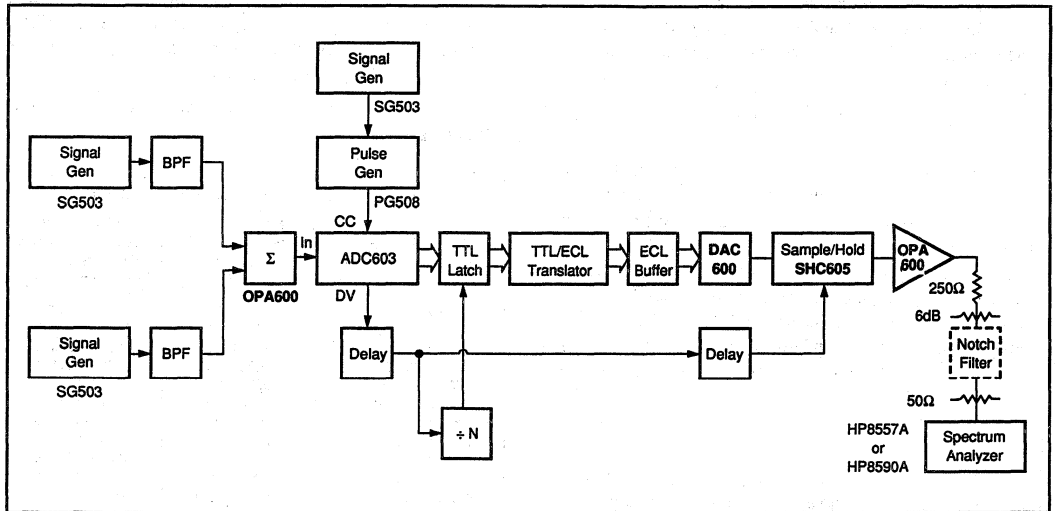 Signal
Gen
SG503
Signal
Gen
SG503
BPF
Pulse
Gen
PG508
CC
Σ
OPA600
In
ADC603
DV
TTL
Latch
TTL/ECL
Translator
ECL
Buffer
DAC
600
Sample/Hold
SHC605
OPA
600
250Ω
6dB
Notch
Filter
50Ω
HP8557A
or
HP8590A
Spectrum
Analyzer
Signal
Gen
SG503
BPF
Delay
Delay
÷ N